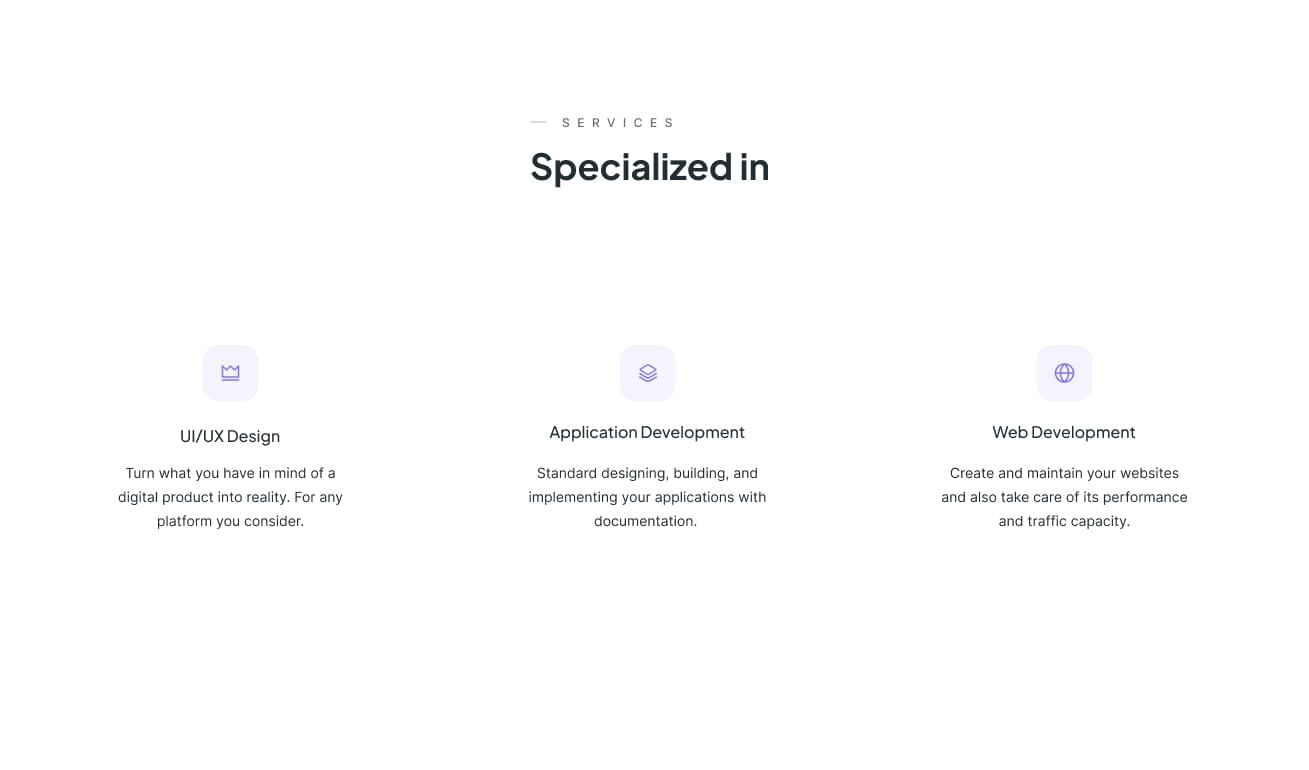 SERVICES
Specialized in
UI/UX Design
Turn what you have in mind of a
digital product into reality. For any
platform you consider.
Application Development
Standard designing, building, and
implementing your applications with
documentation.
Web Development
Create and maintain your websites
and also take care of its performance
and traffic capacity.